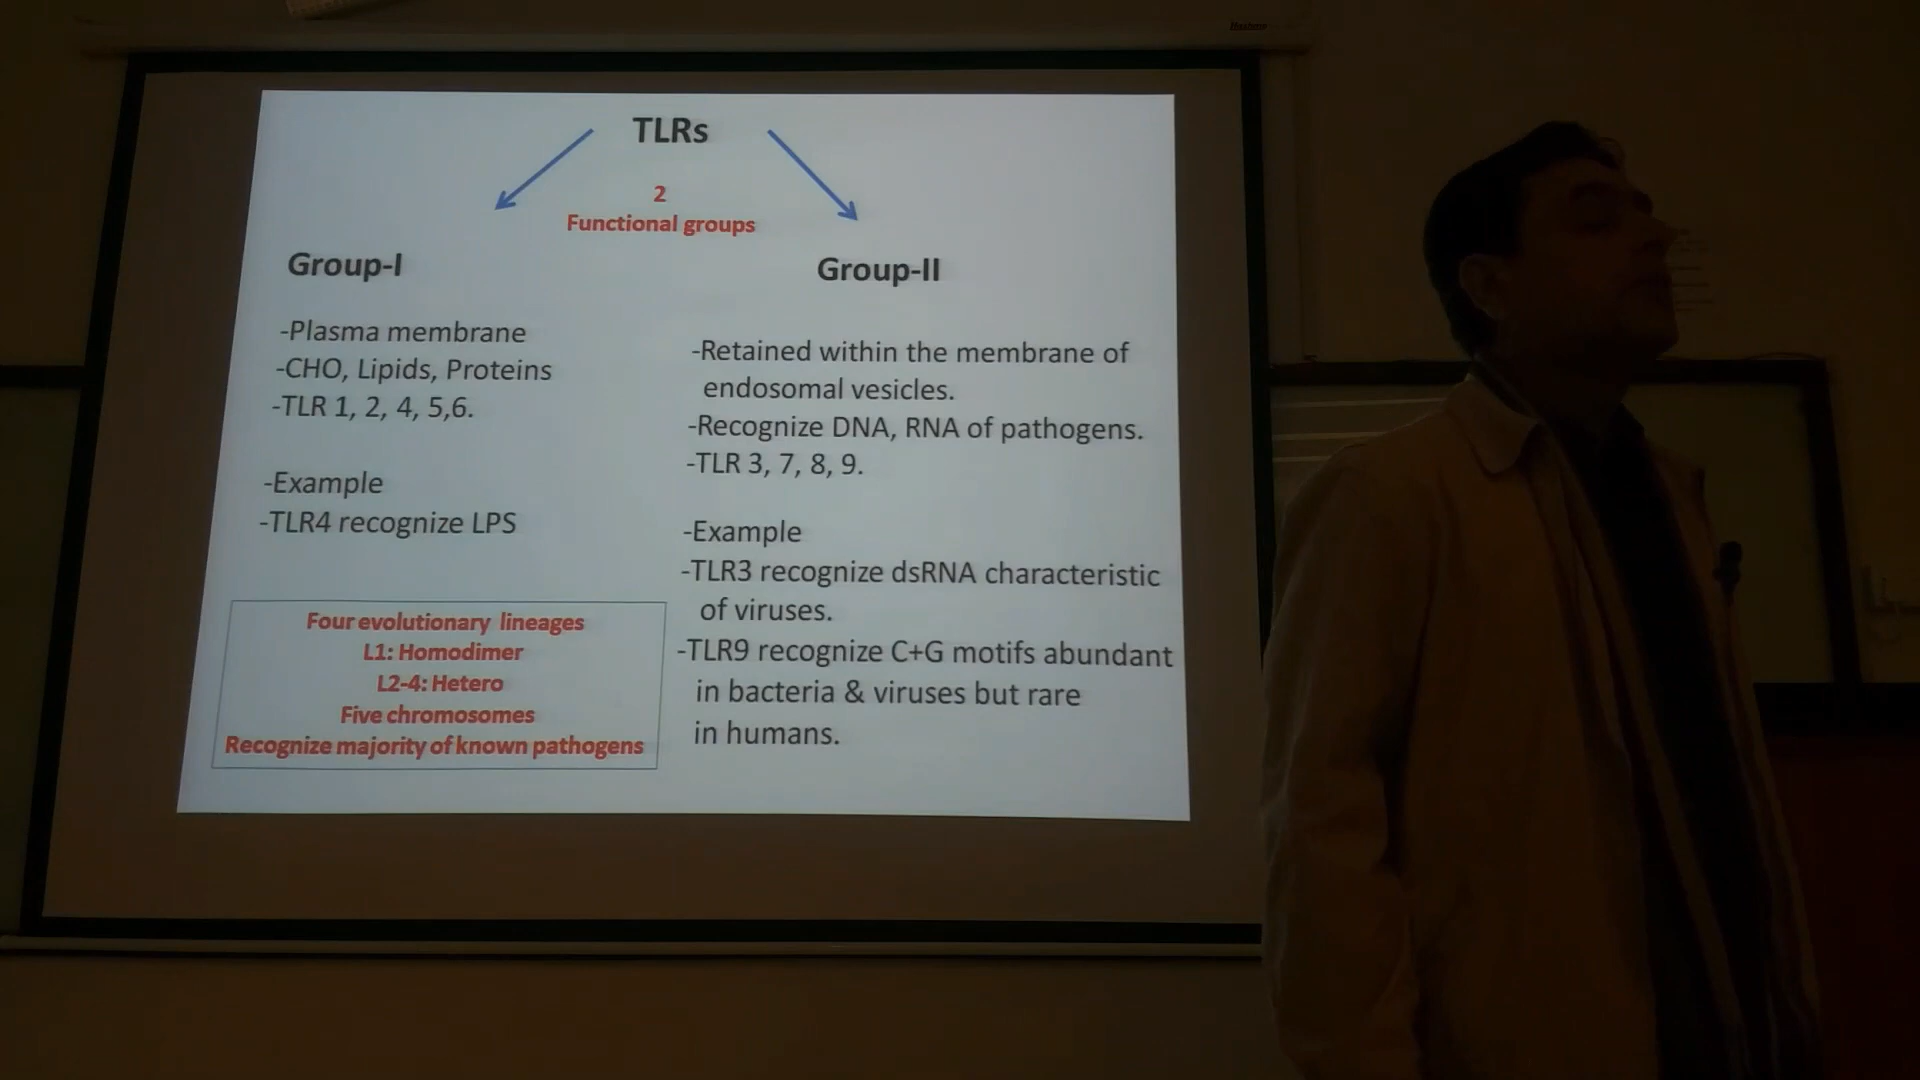 TLRs
2
Functional groups
Group-I
-Plasma membrane
-CHO, Lipids, Proteins
-TLR 1, 2, 4, 5,6.
-Example
-TLR4 recognize LPS
Four evolutionary lineages
L1: Homodimer
L2-4: Hetero
Five chromosomes
Recognize majority of known pathogens
Group-II
-Retained within the membrane of
endosomal vesicles.
-Recognize DNA, RNA of pathogens.
-TLR 3, 7, 8, 9.
-Example
-TLR3 recognize dsRNA characteristic
of viruses.
-TLR9 recognize C+G motifs abundant
in bacteria & viruses but rare
in humans.